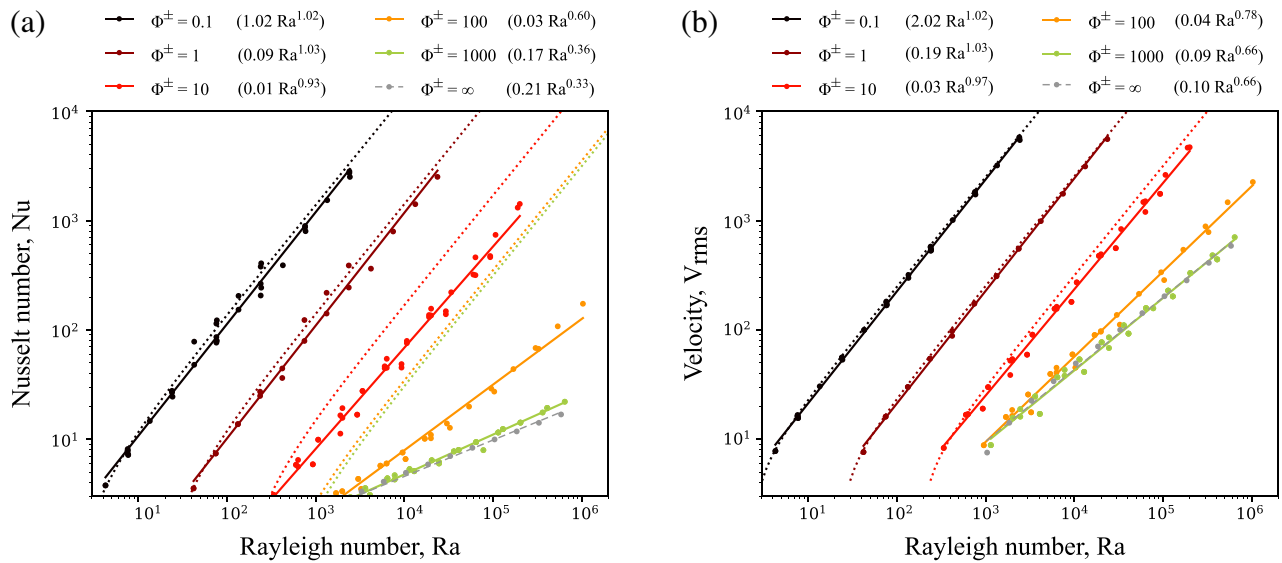 (a)
Φ± = 0.1 (1.02 Ra^1.02)
Φ± = 100 (0.03 Ra^0.60)
Φ± = 1 (0.09 Ra^1.03)
Φ± = 1000 (0.17 Ra^0.36)
Φ± = 10 (0.01 Ra^0.93)
Φ± = ∞ (0.21 Ra^0.33)
10^4
10^3
10^2
10^1
Nusselt number, Nu
10^1 10^2 10^3 10^4 10^5 10^6
Rayleigh number, Ra
(b)
Φ± = 0.1 (2.02 Ra^1.02)
Φ± = 100 (0.04 Ra^0.78)
Φ± = 1 (0.19 Ra^1.03)
Φ± = 1000 (0.09 Ra^0.66)
Φ± = 10 (0.03 Ra^0.97)
Φ± = ∞ (0.10 Ra^0.66)
10^4
10^3
10^2
10^1
Velocity, Vrms
10^1 10^2 10^3 10^4 10^5 10^6
Rayleigh number, Ra